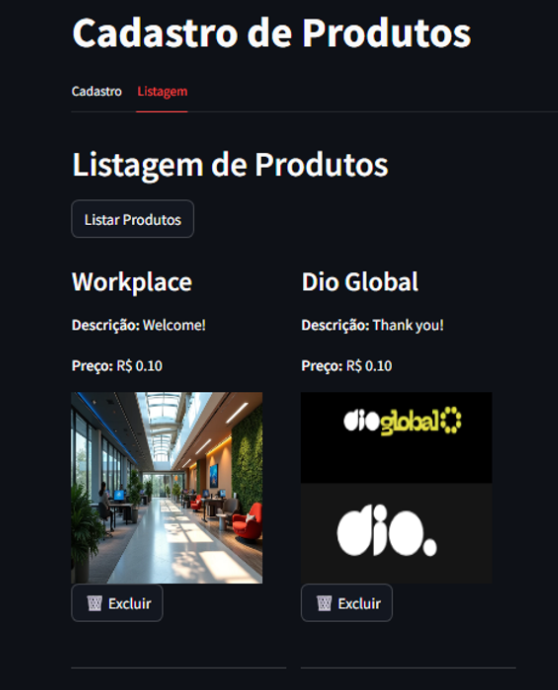 Cadastro de Produtos
Cadastro Listagem
Listagem de Produtos
Listar Produtos
Workplace
Descrição: Welcome!
Preço: R$ 0.10
Excluir
Dio Global
Descrição: Thank you!
Preço: R$ 0.10
dioglobal
dio.
Excluir